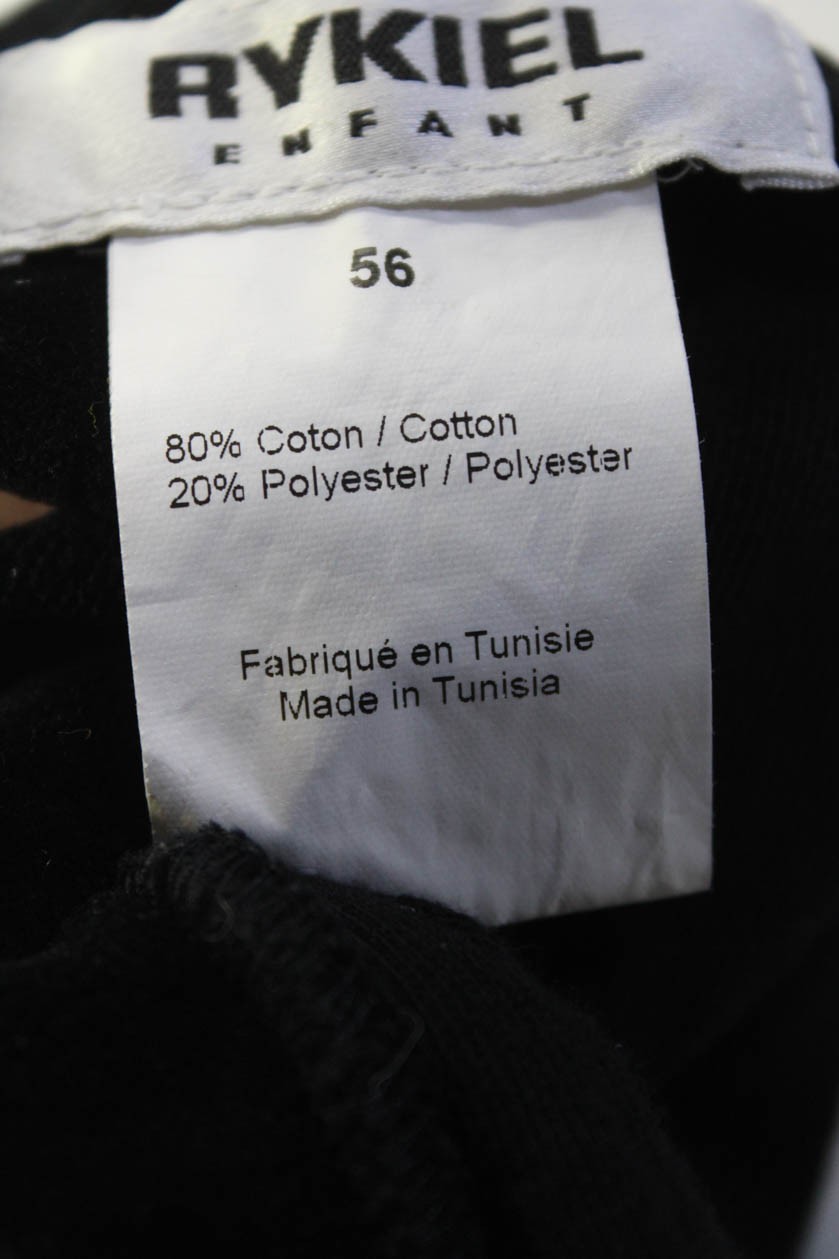 RYKIEL
ENFANT
56
80% Coton / Cotton
20% Polyester / Polyester
Fabriqué en Tunisie
Made in Tunisia